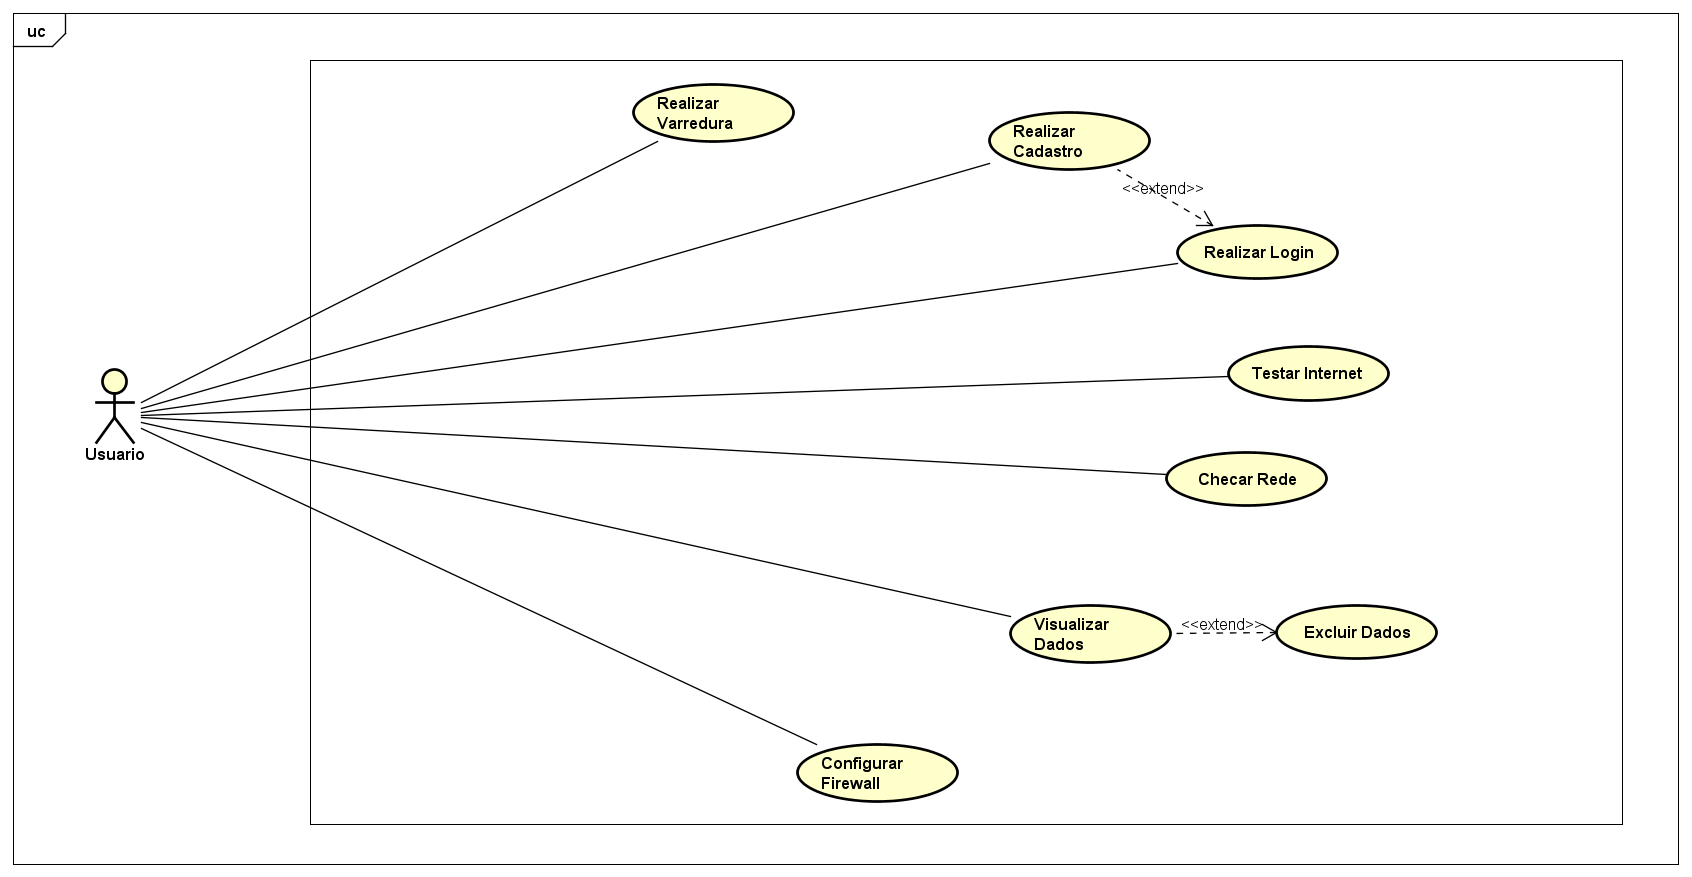 uc
Realizar
Varredura
Realizar
Cadastro
<<extend>>
Realizar Login
Testar Internet
Usuario
Checar Rede
Visualizar
Dados
<<extend>>
Excluir Dados
Configurar
Firewall